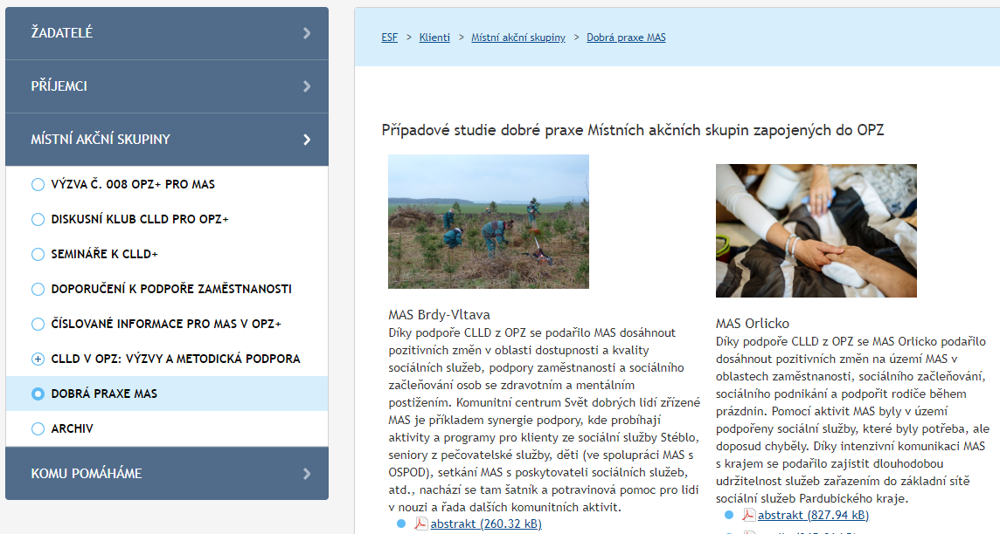 ŽADATELÉ
PŘÍJEMCI
MÍSTNÍ AKČNÍ SKUPINY
VÝZVA Č. 008 OPZ+ PRO MAS
DISKUSNÍ KLUB CLLD PRO OPZ+
SEMINÁŘE K CLLD+
DOPORUČENÍ K PODPOŘE ZAMĚSTNANOSTI
ČÍSLOVANÉ INFORMACE PRO MAS V OPZ+
CLLD V OPZ: VÝZVY A METODICKÁ PODPORA
DOBRÁ PRAXE MAS
ARCHIV
KOMU POMÁHÁME
ESF > Klienti > Místní akční skupiny > Dobrá praxe MAS
Případové studie dobré praxe Místních akčních skupin zapojených do OPZ
MAS Brdy-Vltava
Díky podpoře CLLD z OPZ se podařilo MAS dosáhnout
pozitivních změn v oblasti dostupnosti a kvality
sociálních služeb, podpory zaměstnanosti a sociálního
začleňování osob se zdravotním a mentálním
postižením. Komunitní centrum Svět dobrých lidí zřízené
MAS je příkladem synergie podpory, kde probíhají
aktivity a programy pro klienty ze sociální služby Stéblo,
seniory z pečovatelské služby, děti (ve spolupráci MAS s
OSPOD), setkání MAS s poskytovateli sociálních služeb,
atd., nachází se tam šatník a potravinová pomoc pro lidi
v nouzi a řada dalších komunitních aktivit.
abstrakt (260.32 kB)
MAS Orlicko
Díky podpoře CLLD z OPZ se MAS Orlicko podařilo
dosáhnout pozitivních změn na území MAS v
oblastech zaměstnanosti, sociálního začleňování,
sociálního podnikání a podpořit rodiče během
prázdnin. Pomocí aktivit MAS byly v území
podpořeny sociální služby, které byly potřeba, ale
doposud chyběly. Díky intenzivní komunikaci MAS
s krajem se podařilo zajistit dlouhodobou
udržitelnost služeb zařazením do základní sítě
sociální služeb Pardubického kraje.
abstrakt (827.94 kB)